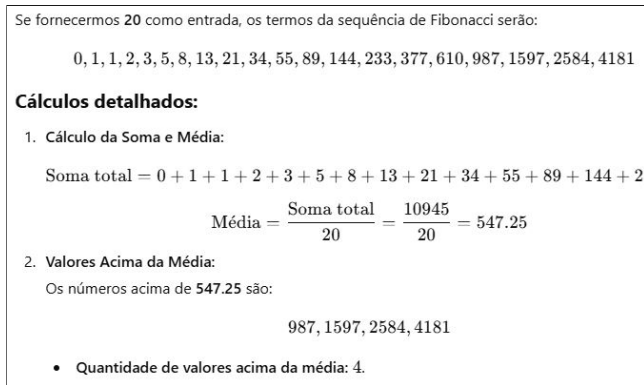 Se fornecermos 20 como entrada, os termos da sequência de Fibonacci serão:
0, 1, 1, 2, 3, 5, 8, 13, 21, 34, 55, 89, 144, 233, 377, 610, 987, 1597, 2584, 4181
Cálculos detalhados:
1. Cálculo da Soma e Média:
Soma total = 0 + 1 + 1 + 2 + 3 + 5 + 8 + 13 + 21 + 34 + 55 + 89 + 144 + 2
Média = Soma total / 20 = 10945 / 20 = 547.25
2. Valores Acima da Média:
Os números acima de 547.25 são:
987, 1597, 2584, 4181
• Quantidade de valores acima da média: 4.